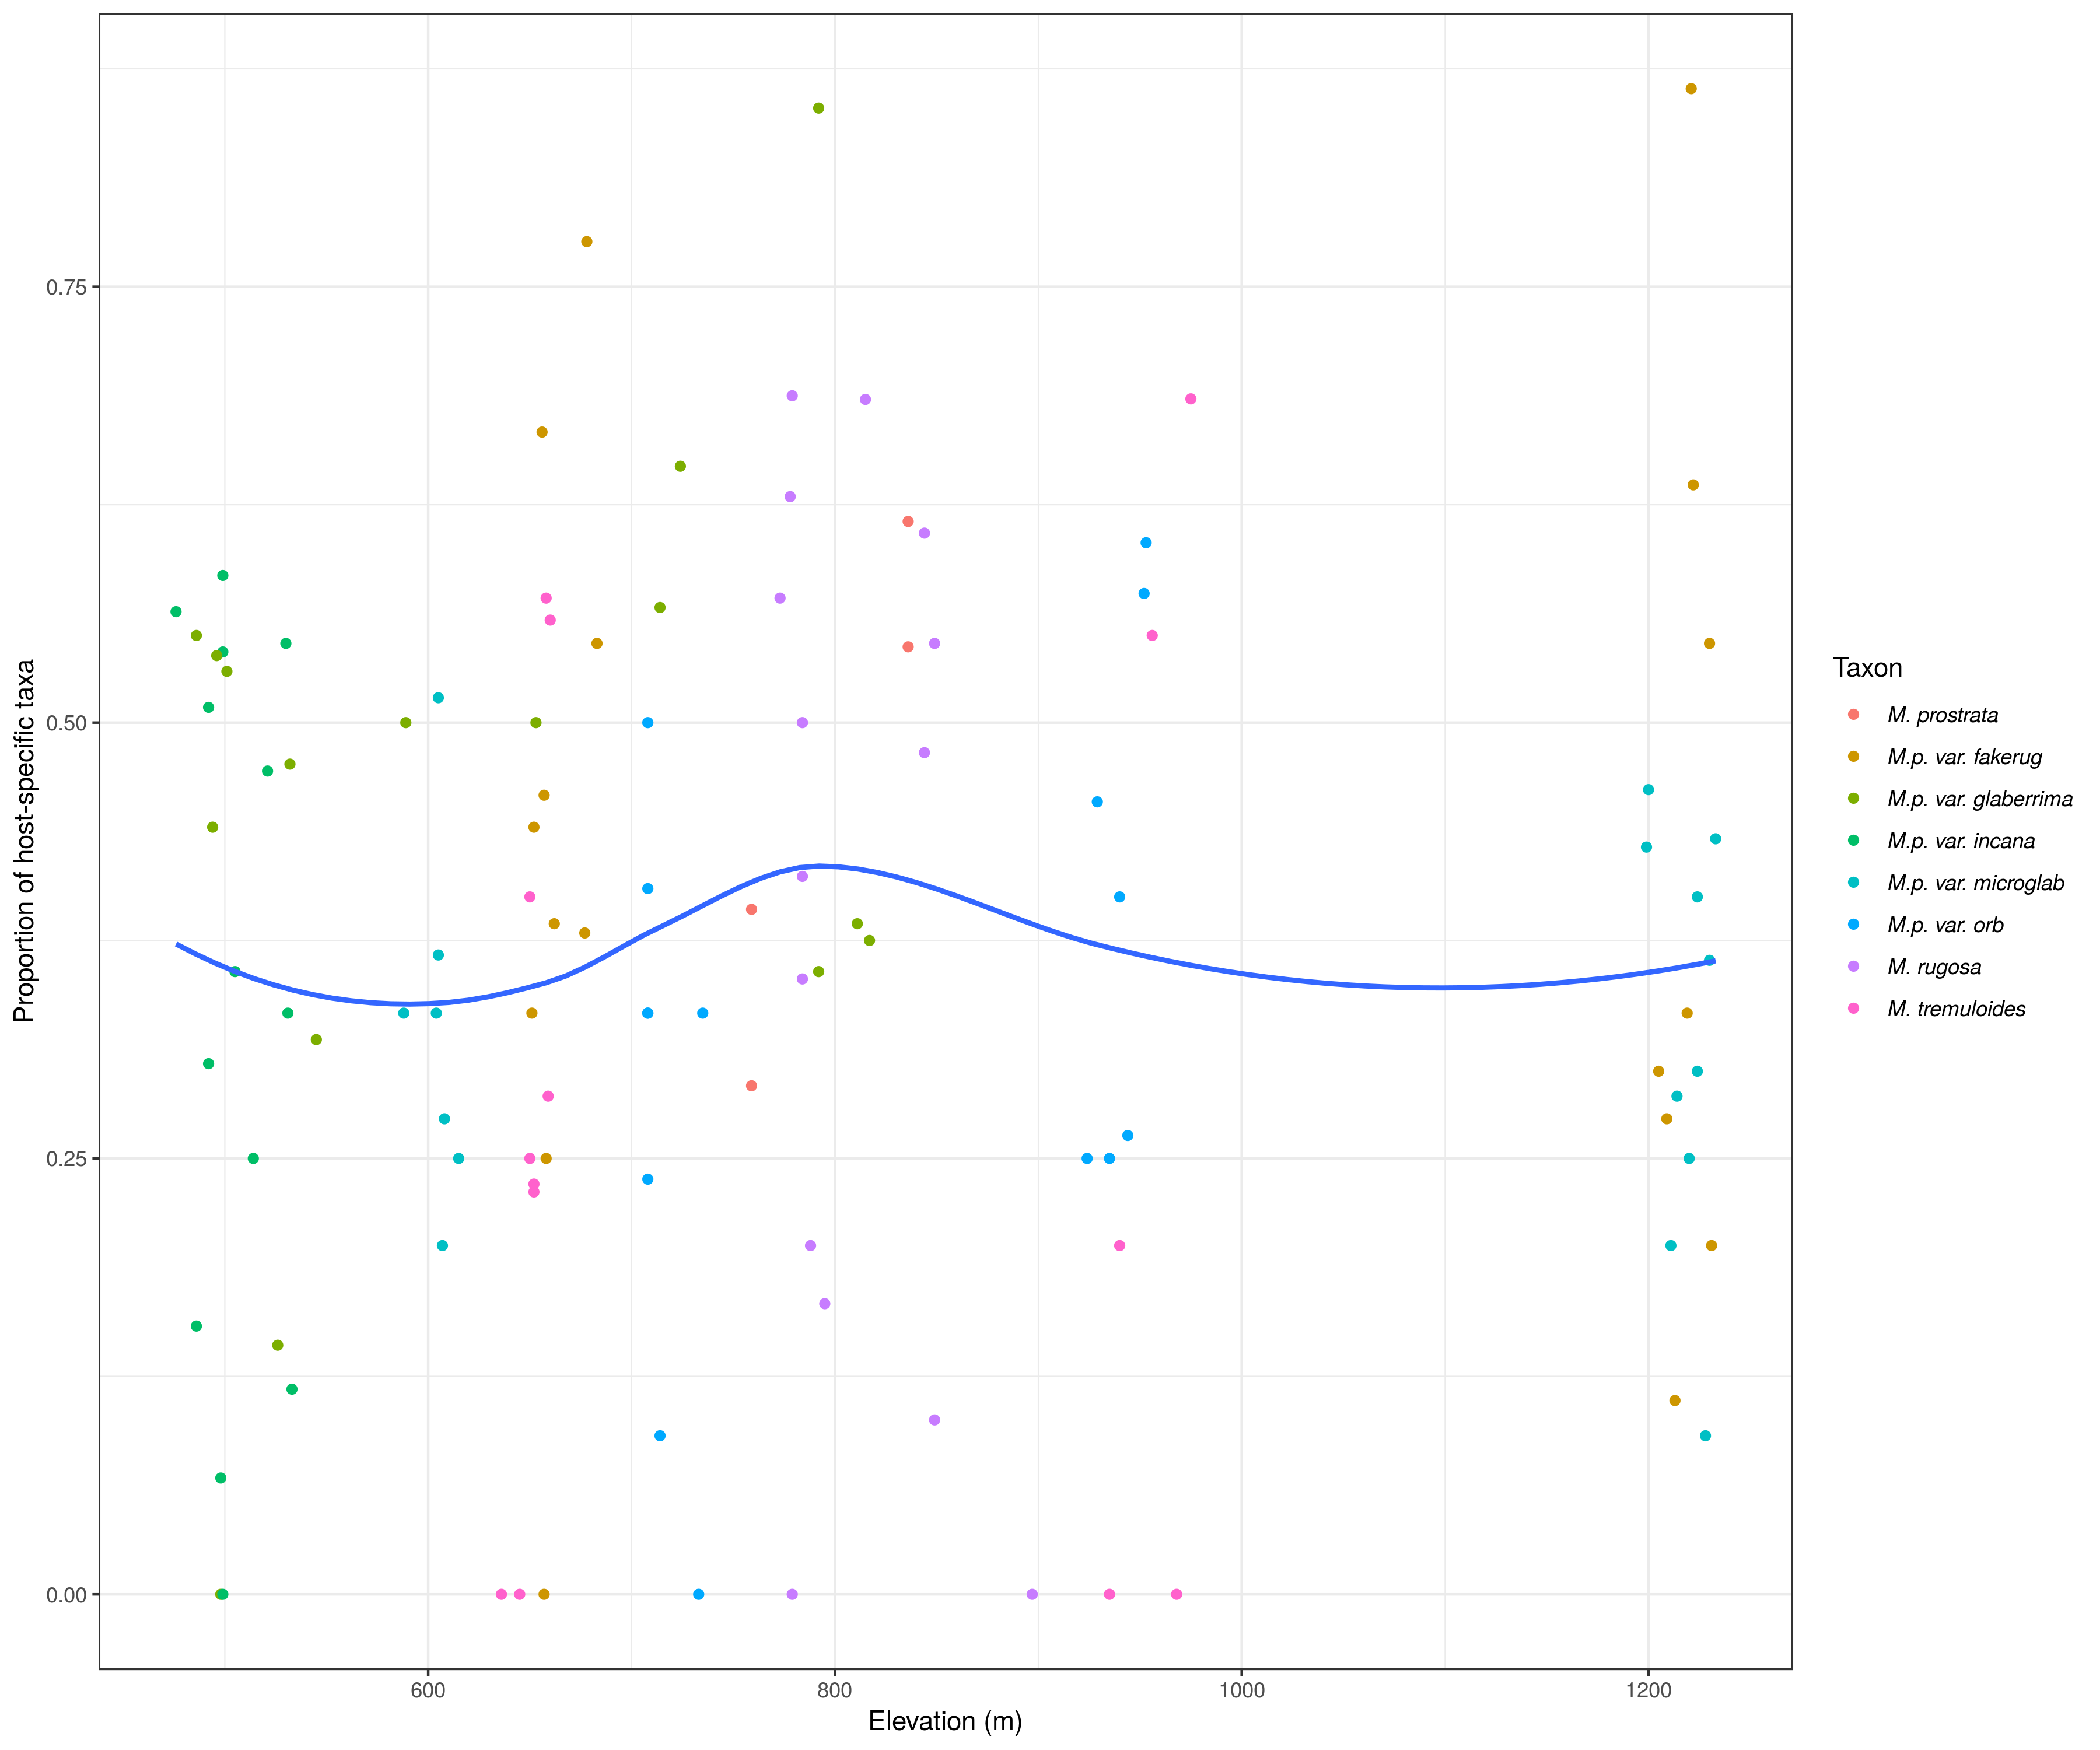 Proportion of host-specific taxa
0.75
0.50
0.25
0.00
600
800
1000
1200
Elevation (m)
Taxon
M. prostrata
M.p. var. fakerug
M.p. var. glaberrima
M.p. var. incana
M.p. var. microglab
M.p. var. orb
M. rugosa
M. tremuloides